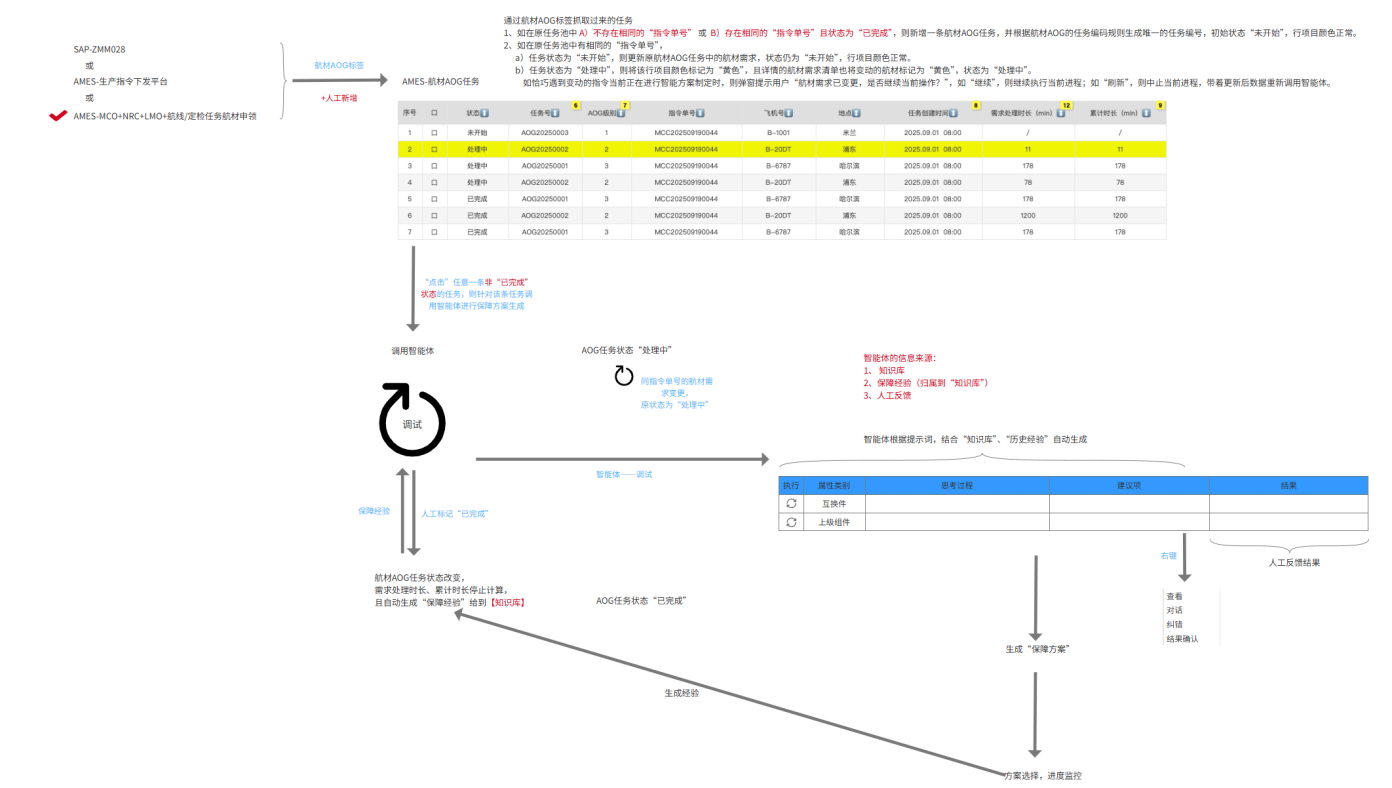 通过航材AOG标签抓取过来的任务
1、如在原任务池中 A）不存在相同的“指令单号” 或 B）存在相同的“指令单号”且状态为“已完成”，则新增一条航材AOG任务，并根据航材AOG的任务编码规则生成唯一的任务编号，初始状态“未开始”，行项目颜色正常。
2、如在原任务池中有相同的“指令单号”，
a）任务状态为“未开始”，则更新原航材AOG任务中的航材需求，状态仍为“未开始”，行项目颜色正常。
b）任务状态为“处理中”，则将该行项目颜色标记为“黄色”，且详情的航材需求清单也将变动的航材标记为“黄色”，状态为“处理中”。
如恰巧遇到变动的指令当前正在进行智能方案制定时，则弹窗提示用户“航材需求已变更，是否继续当前操作？”，如“继续”，则继续执行当前进程；如“刷新”，则中止当前进程，带着更新后数据重新调用智能体。
SAP-ZMM028
或
AMES-生产指令下发平台
或
AMES-MCO+NRC+LMO+航线/定检任务航材申领
航材AOG标签
+人工新增
AMES-航材AOG任务
序号 口 状态 任务号 6 AOG级别 7 指令单号 飞机号 地点 任务创建时间 8 需求处理时长（min） 12 累计时长（min） 9
1 口 未开始 AOG20250003 1 MCC202509190044 B-1001 米兰 2025.09.01 08:00 / /
2 口 处理中 AOG20250002 2 MCC202509190044 B-20DT 浦东 2025.09.01 08:00 11 11
3 口 处理中 AOG20250001 3 MCC202509190044 B-6787 哈尔滨 2025.09.01 08:00 178 178
4 口 处理中 AOG20250002 2 MCC202509190044 B-20DT 浦东 2025.09.01 08:00 78 78
5 口 已完成 AOG20250001 3 MCC202509190044 B-6787 哈尔滨 2025.09.01 08:00 178 178
6 口 已完成 AOG20250002 2 MCC202509190044 B-20DT 浦东 2025.09.01 08:00 1200 1200
7 口 已完成 AOG20250001 3 MCC202509190044 B-6787 哈尔滨 2025.09.01 08:00 178 178
“点击”任意一条非“已完成”
状态的任务，则针对该条任务调
用智能体进行保障方案生成
调用智能体
调试
AOG任务状态“处理中”
同指令单号的航材需
求变更，
原状态为“处理中”
智能体的信息来源：
1、 知识库
2、保障经验（归属到“知识库”）
3、人工反馈
智能体根据提示词，结合“知识库”、“历史经验”自动生成
智能体——调试
执行 属性类别 思考过程 建议项 结果
互换件
上级组件
保障经验
人工标记“已完成”
右键
人工反馈结果
查看
对话
纠错
结果确认
航材AOG任务状态改变，
需求处理时长、累计时长停止计算，
且自动生成“保障经验”给到【知识库】
AOG任务状态“已完成”
生成“保障方案”
生成经验
方案选择，进度监控